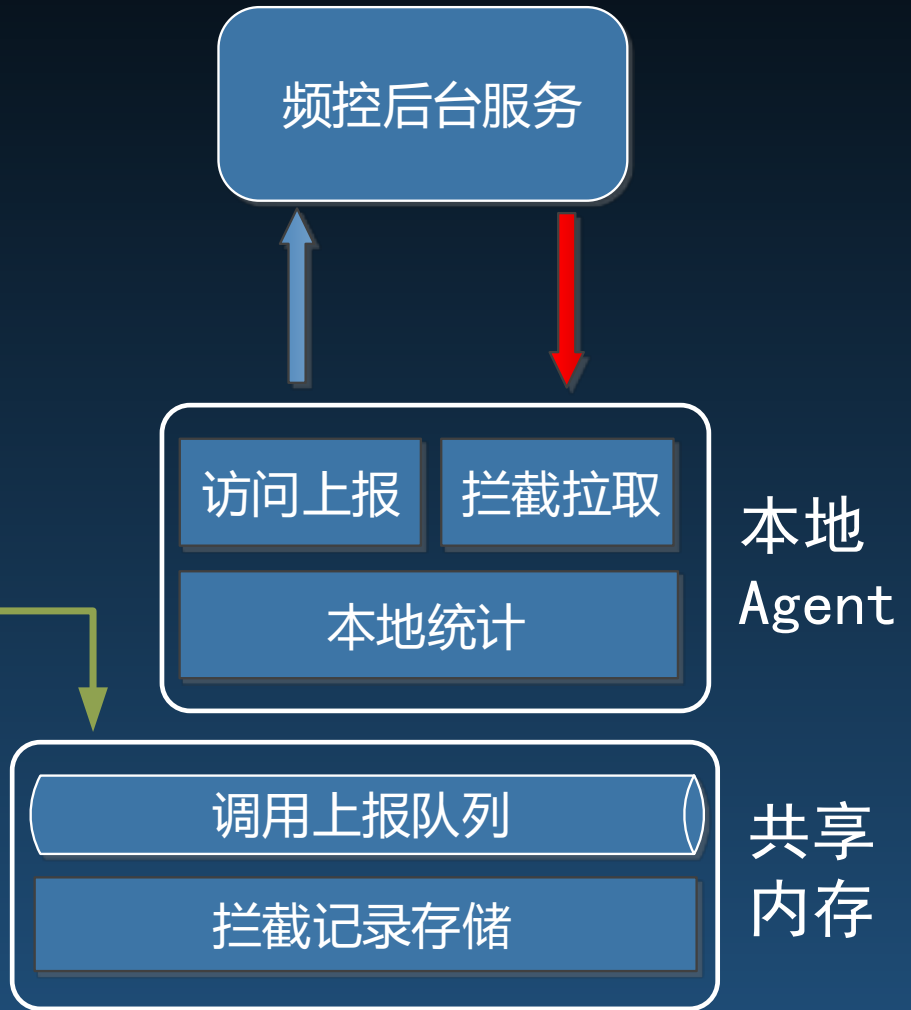 频控后台服务
访问上报
拦截拉取
本地统计
本地
Agent
调用上报队列
拦截记录存储
共享
内存